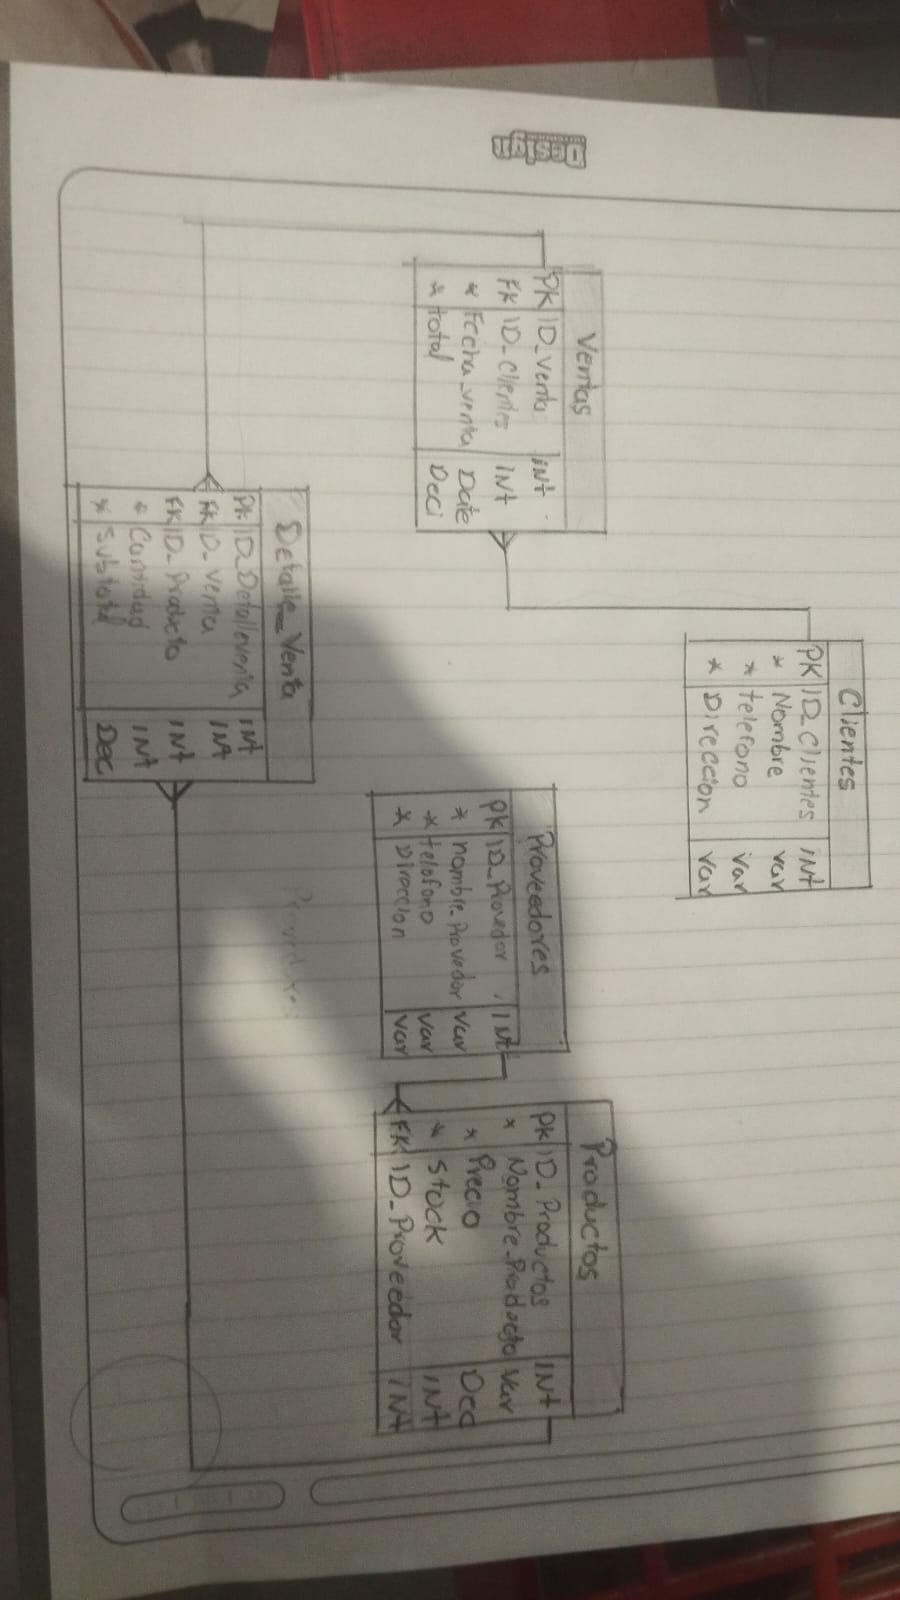 Design
Clientes
PK ID_Clientes INt
* Nombre var
* telefono var
* Direccion var
Ventas
PK ID_venta INt
FK ID_Clientes INt
* Fecha_venta Date
* total Deci
Productos
PK ID_Productos INt
* Nombre_Producto Var
* Precio Dec
* Stock INt
FK ID_Proveedor INt
Proveedores
PK ID_Provedor INt
* nombre_Provedor var
* telefono var
* Direccion var
Detalle_Venta
PK ID_Detalleventa INt
FK ID_venta INt
FK ID_Producto INt
* Cantidad INt
* Subtotal Dec